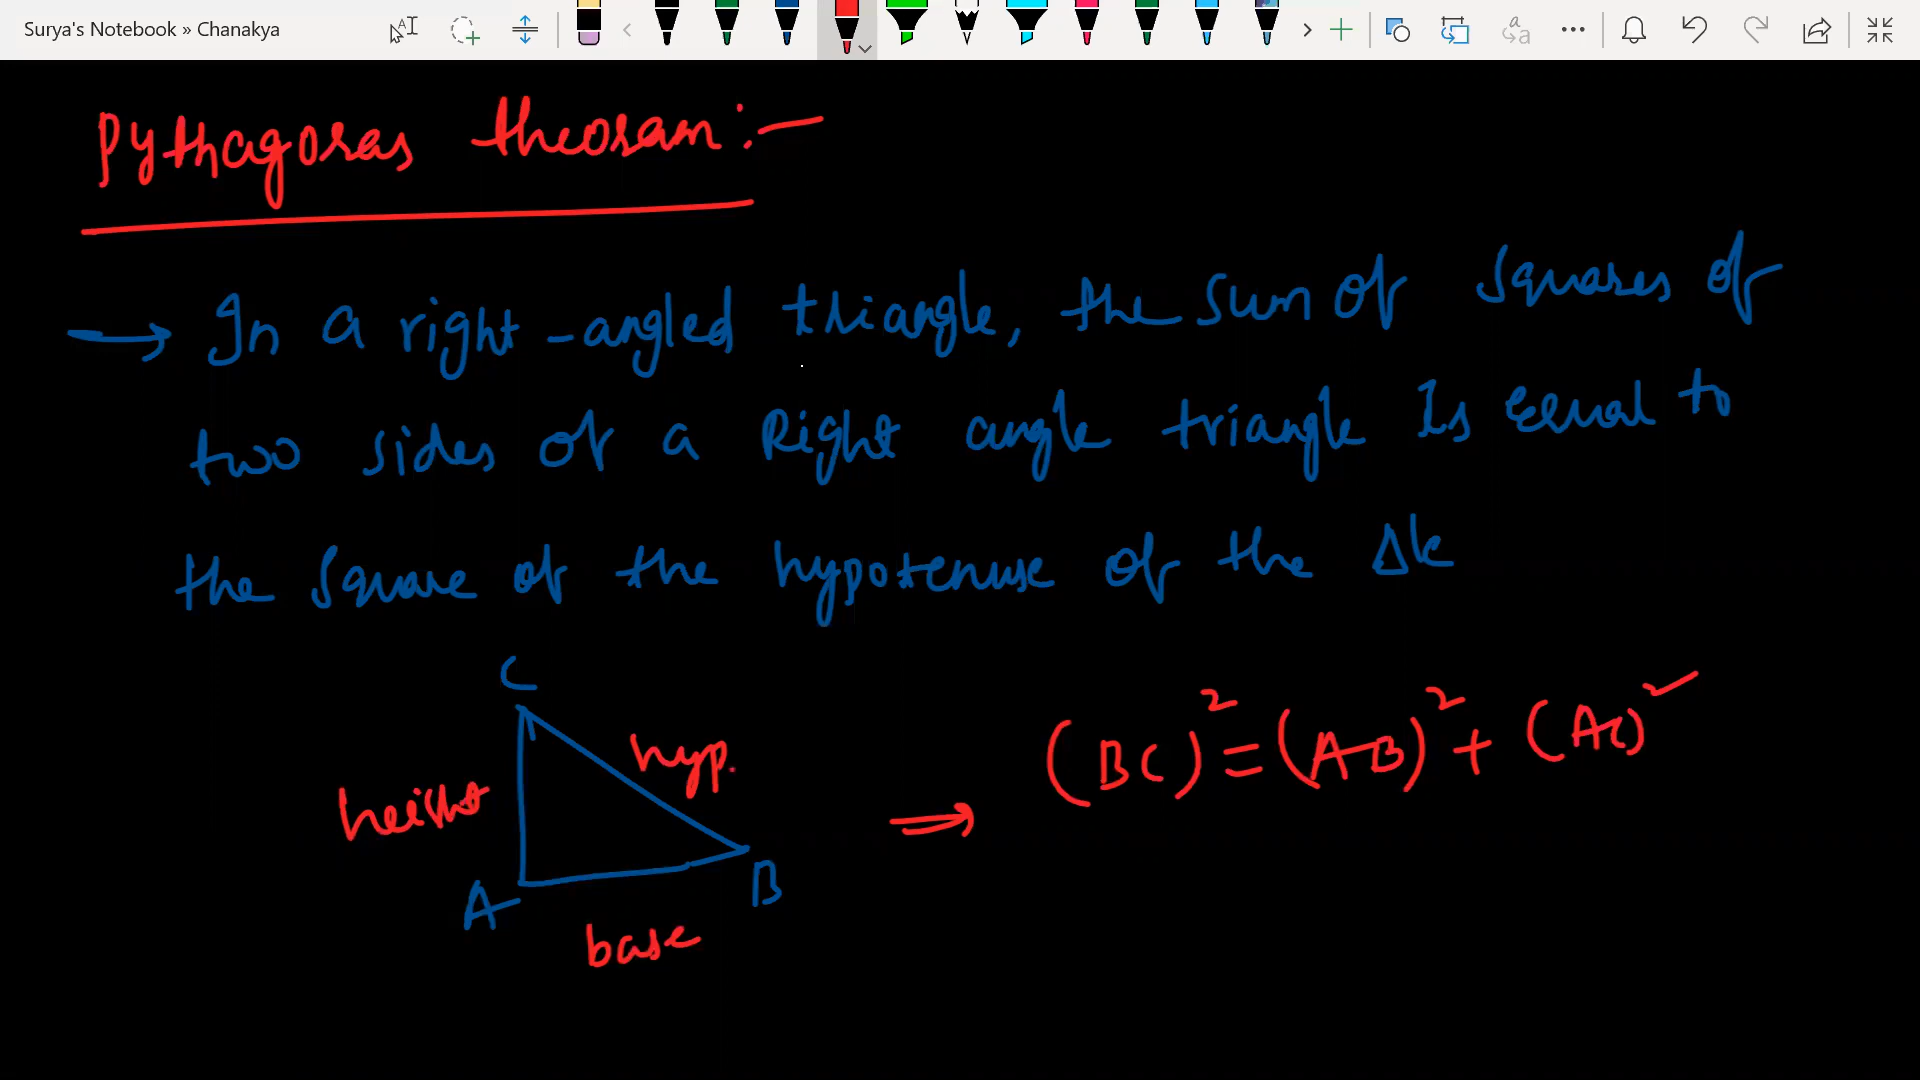 Surya's Notebook » Chanakya
Pythagoras theoram:-
→ In a right-angled triangle, the sum of squares of
two sides of a Right angle triangle Is equal to
the square of the hypotenuse of the Δle
C
height
hyp.
A
B
base
⇒ (BC)² = (AB)² + (AC)²